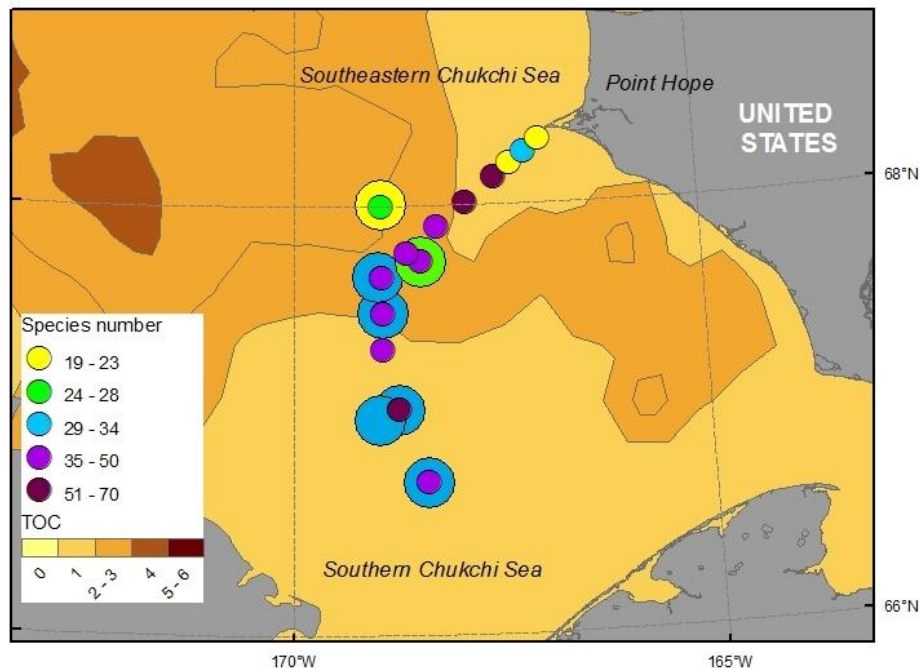 Southeastern Chukchi Sea
Point Hope
UNITED
STATES
68°N
Species number
19 - 23
24 - 28
29 - 34
35 - 50
51 - 70
TOC
0
1
2 - 3
4
5 - 6
Southern Chukchi Sea
66°N
170°W
165°W